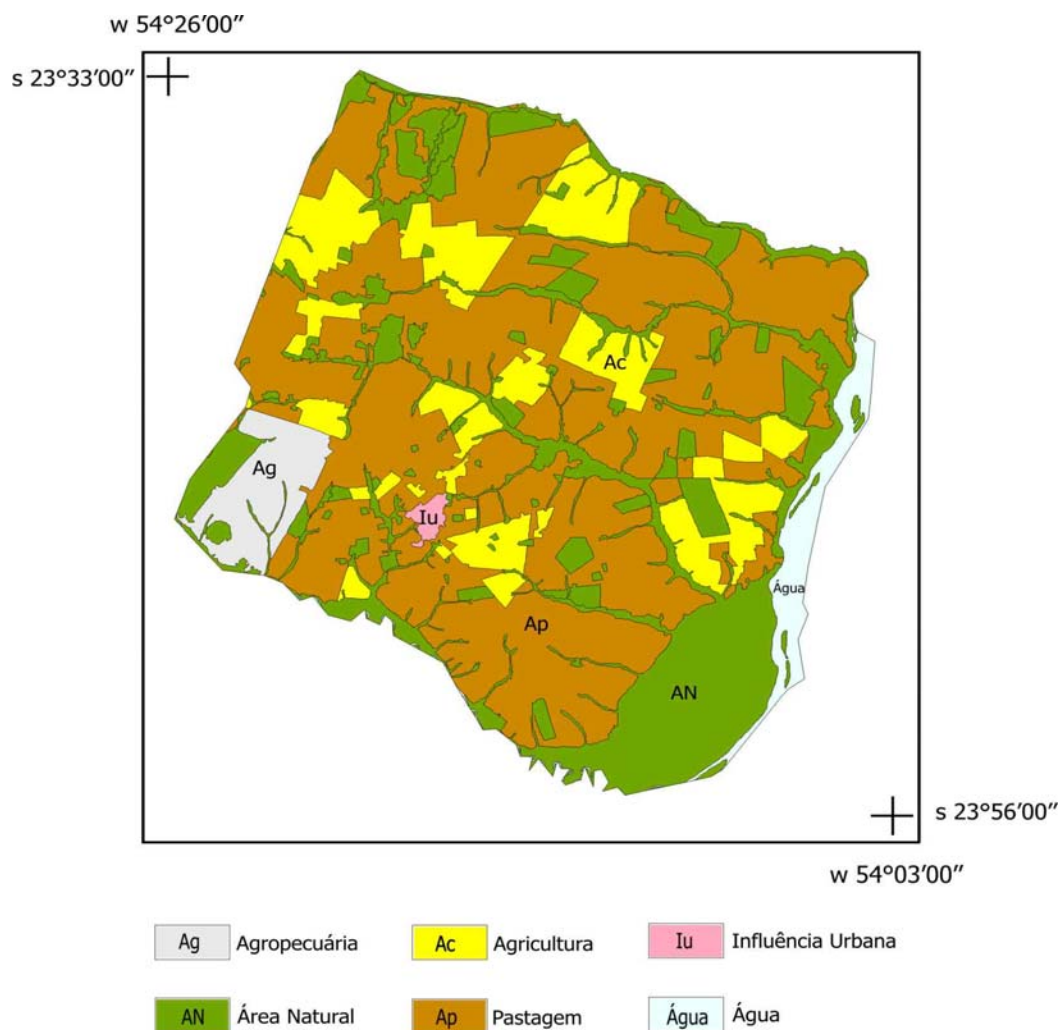 w 54°26′00″
s 23°33′00″
Ac
Ag
Iu
Água
Ap
AN
s 23°56′00″
w 54°03′00″
Ag Agropecuária
Ac Agricultura
Iu Influência Urbana
AN Área Natural
Ap Pastagem
Água Água